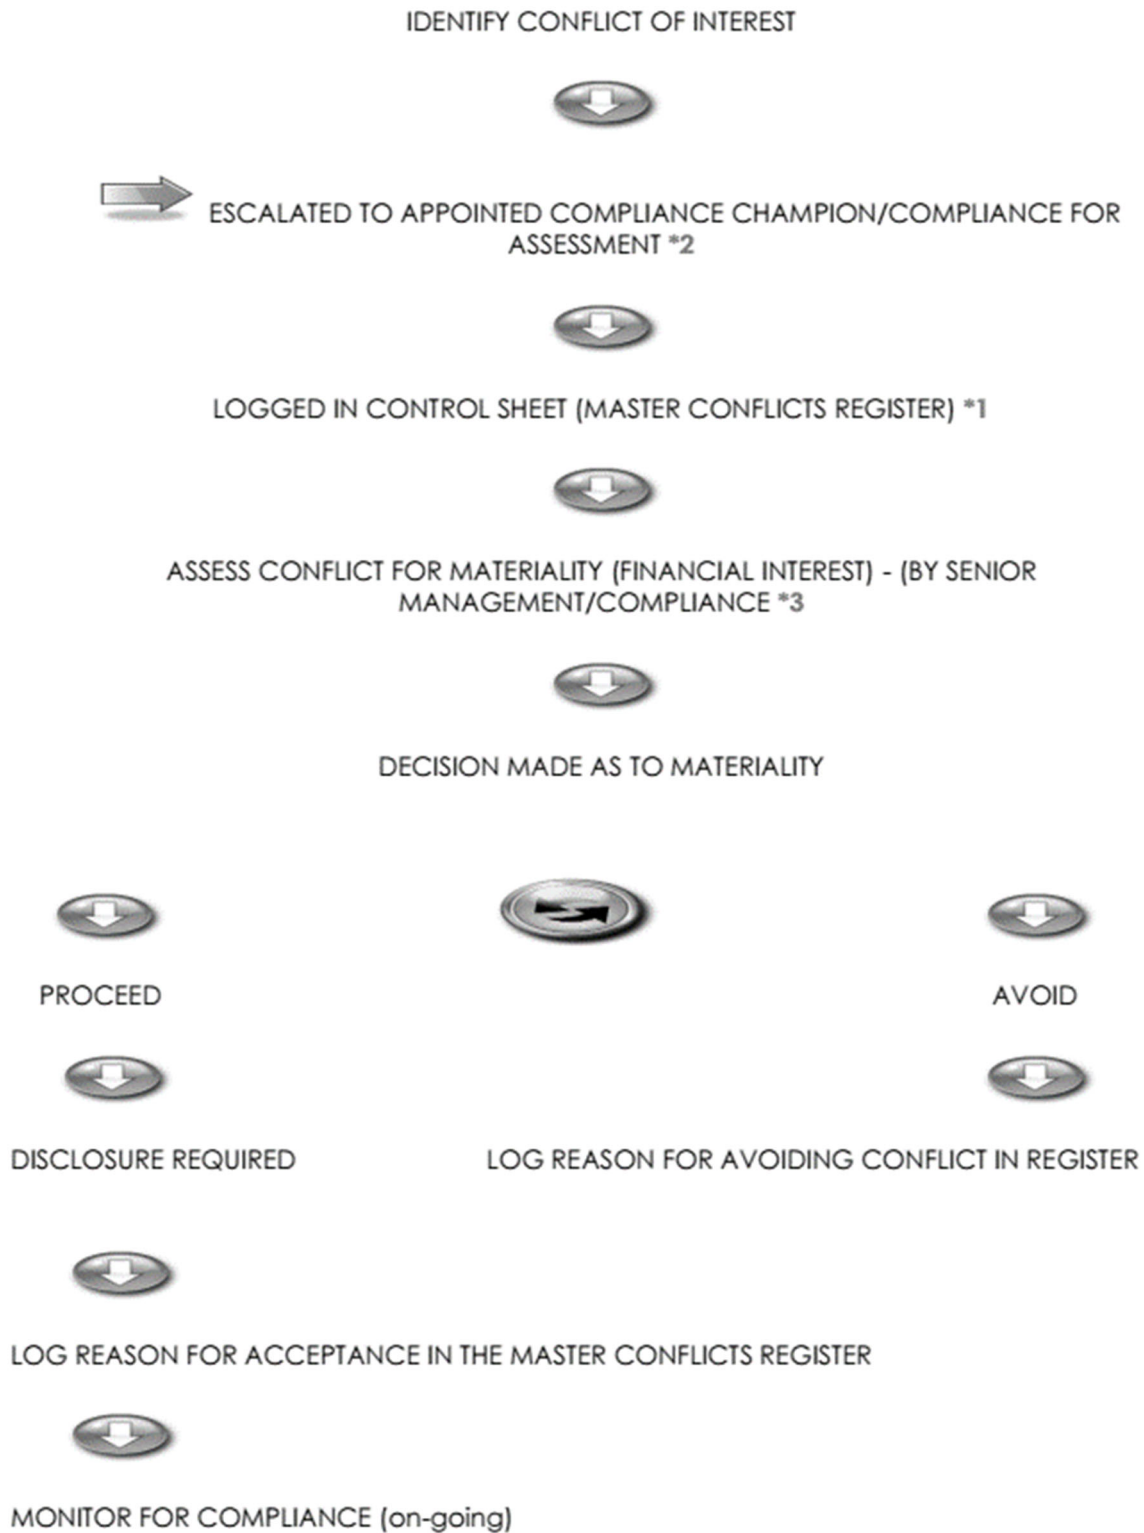 IDENTIFY CONFLICT OF INTEREST
ESCALATED TO APPOINTED COMPLIANCE CHAMPION/COMPLIANCE FOR
ASSESSMENT *2
LOGGED IN CONTROL SHEET (MASTER CONFLICTS REGISTER) *1
ASSESS CONFLICT FOR MATERIALITY (FINANCIAL INTEREST) - (BY SENIOR
MANAGEMENT/COMPLIANCE *3
DECISION MADE AS TO MATERIALITY
PROCEED
AVOID
DISCLOSURE REQUIRED
LOG REASON FOR AVOIDING CONFLICT IN REGISTER
LOG REASON FOR ACCEPTANCE IN THE MASTER CONFLICTS REGISTER
MONITOR FOR COMPLIANCE (on-going)